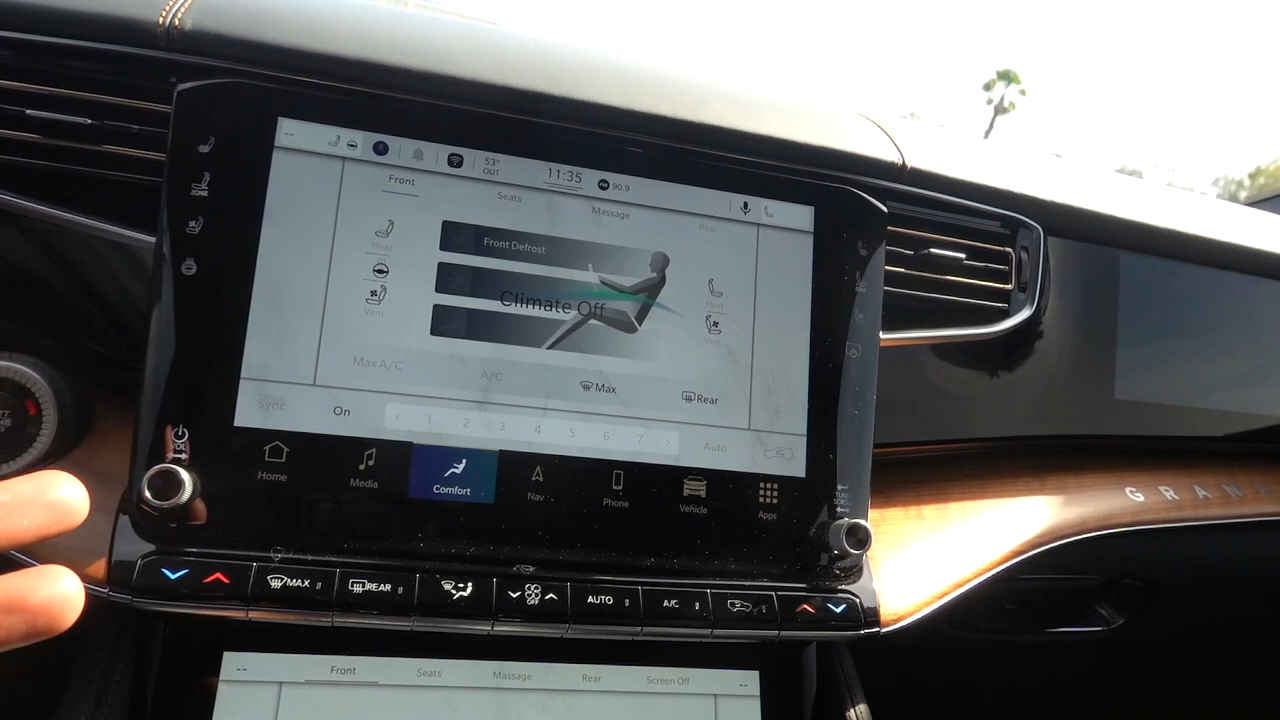 --
53°
OUT
11:35
FM 90.9
Front
Seats
Massage
Rear
Heat
Vent
Front Defrost
Climate Off
Heat
Vent
Max A/C
A/C
Max
Rear
Sync
On
< 1 2 3 4 5 6 7 >
Auto
Home
Media
Comfort
Nav
Phone
Vehicle
Apps
MAX
REAR
OFF
AUTO
A/C
GRAN
--
Front
Seats
Massage
Rear
Screen Off
--